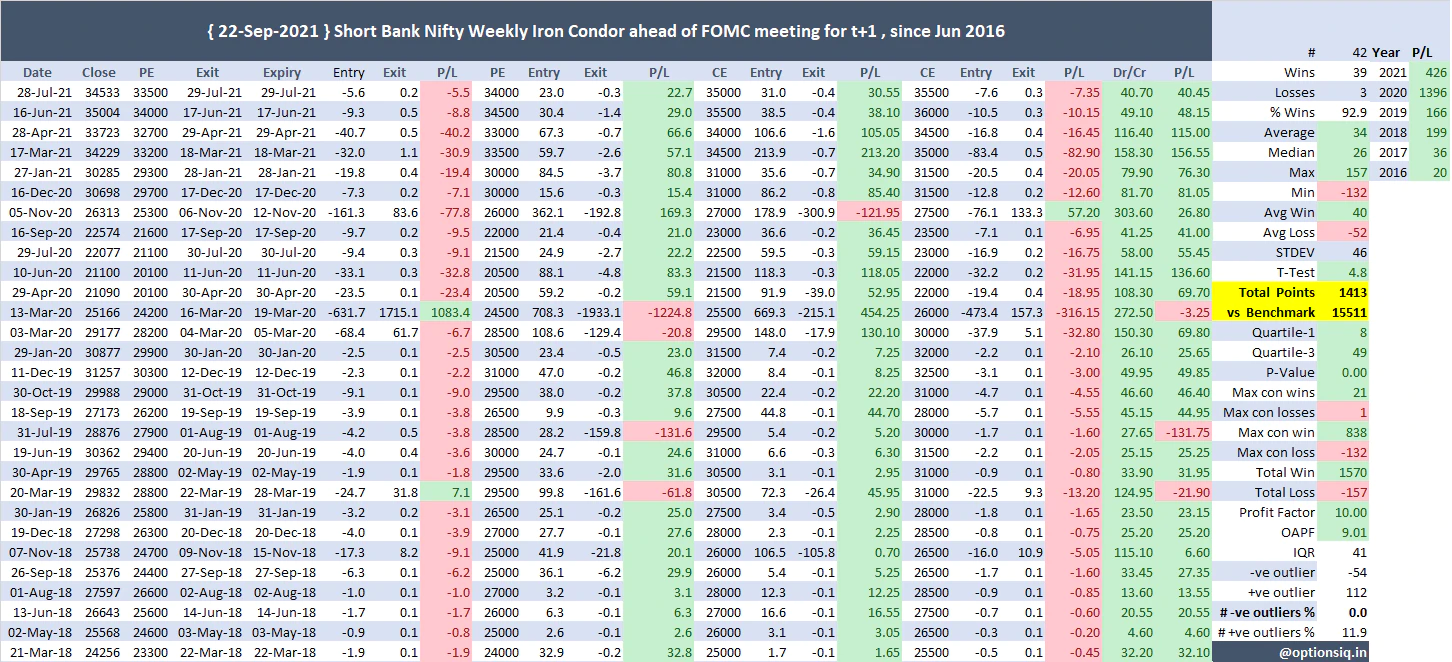 { 22-Sep-2021 } Short Bank Nifty Weekly Iron Condor ahead of FOMC meeting for t+1 , since Jun 2016
# 42 Year P/L
Date Close PE Exit Expiry Entry Exit P/L PE Entry Exit P/L CE Entry Exit P/L CE Entry Exit P/L Dr/Cr P/L Wins 39 2021 426
28-Jul-21 34533 33500 29-Jul-21 29-Jul-21 -5.6 0.2 -5.5 34000 23.0 -0.3 22.7 35000 31.0 -0.4 30.55 35500 -7.6 0.3 -7.35 40.70 40.45 Losses 3 2020 1396
16-Jun-21 35004 34000 17-Jun-21 17-Jun-21 -9.3 0.5 -8.8 34500 30.4 -1.4 29.0 35500 38.5 -0.4 38.10 36000 -10.5 0.3 -10.15 49.10 48.15 % Wins 92.9 2019 166
28-Apr-21 33723 32700 29-Apr-21 29-Apr-21 -40.7 0.5 -40.2 33000 67.3 -0.7 66.6 34000 106.6 -1.6 105.05 34500 -16.8 0.4 -16.45 116.40 115.00 Average 34 2018 199
17-Mar-21 34229 33200 18-Mar-21 18-Mar-21 -32.0 1.1 -30.9 33500 59.7 -2.6 57.1 34500 213.9 -0.7 213.20 35000 -83.4 0.5 -82.90 158.30 156.55 Median 26 2017 36
27-Jan-21 30285 29300 28-Jan-21 28-Jan-21 -19.8 0.4 -19.4 30000 84.5 -3.7 80.8 31000 35.6 -0.7 34.90 31500 -20.5 0.4 -20.05 79.90 76.30 Max 157 2016 20
16-Dec-20 30698 29700 17-Dec-20 17-Dec-20 -7.3 0.2 -7.1 30000 15.6 -0.3 15.4 31000 86.2 -0.8 85.40 31500 -12.8 0.2 -12.60 81.70 81.05 Min -132
05-Nov-20 26313 25300 06-Nov-20 12-Nov-20 -161.3 83.6 -77.8 26000 362.1 -192.8 169.3 27000 178.9 -300.9 -121.95 27500 -76.1 133.3 57.20 303.60 26.80 Avg Win 40
16-Sep-20 22574 21600 17-Sep-20 17-Sep-20 -9.7 0.2 -9.5 22000 21.4 -0.4 21.0 23000 36.6 -0.2 36.45 23500 -7.1 0.1 -6.95 41.25 41.00 Avg Loss -52
29-Jul-20 22077 21100 30-Jul-20 30-Jul-20 -9.4 0.3 -9.1 21500 24.9 -2.7 22.2 22500 59.5 -0.3 59.15 23000 -16.9 0.2 -16.75 58.00 55.45 STDEV 46
10-Jun-20 21100 20100 11-Jun-20 11-Jun-20 -33.1 0.3 -32.8 20500 88.1 -4.8 83.3 21500 118.3 -0.3 118.05 22000 -32.2 0.2 -31.95 141.15 136.60 T-Test 4.8
29-Apr-20 21090 20100 30-Apr-20 30-Apr-20 -23.5 0.1 -23.4 20500 59.2 -0.2 59.1 21500 91.9 -39.0 52.95 22000 -19.4 0.4 -18.95 108.30 69.70 Total Points 1413
13-Mar-20 25166 24200 16-Mar-20 19-Mar-20 -631.7 1715.1 1083.4 24500 708.3 -1933.1 -1224.8 25500 669.3 -215.1 454.25 26000 -473.4 157.3 -316.15 272.50 -3.25 vs Benchmark 15511
03-Mar-20 29177 28200 04-Mar-20 05-Mar-20 -68.4 61.7 -6.7 28500 108.6 -129.4 -20.8 29500 148.0 -17.9 130.10 30000 -37.9 5.1 -32.80 150.30 69.80 Quartile-1 8
29-Jan-20 30877 29900 30-Jan-20 30-Jan-20 -2.5 0.1 -2.5 30500 23.4 -0.5 23.0 31500 7.4 -0.2 7.25 32000 -2.2 0.1 -2.10 26.10 25.65 Quartile-3 49
11-Dec-19 31257 30300 12-Dec-19 12-Dec-19 -2.3 0.1 -2.2 31000 47.0 -0.2 46.8 32000 8.4 -0.1 8.25 32500 -3.1 0.1 -3.00 49.95 49.85 P-Value 0.00
30-Oct-19 29988 29000 31-Oct-19 31-Oct-19 -9.1 0.1 -9.0 29500 38.0 -0.2 37.8 30500 22.4 -0.2 22.20 31000 -4.7 0.1 -4.55 46.60 46.40 Max con wins 21
18-Sep-19 27173 26200 19-Sep-19 19-Sep-19 -3.9 0.1 -3.8 26500 9.9 -0.3 9.6 27500 44.8 -0.1 44.70 28000 -5.7 0.1 -5.55 45.15 44.95 Max con losses 1
31-Jul-19 28876 27900 01-Aug-19 01-Aug-19 -4.2 0.5 -3.8 28500 28.2 -159.8 -131.6 29500 5.4 -0.2 5.20 30000 -1.7 0.1 -1.60 27.65 -131.75 Max con win 838
19-Jun-19 30362 29400 20-Jun-19 20-Jun-19 -4.0 0.4 -3.6 30000 24.7 -0.1 24.6 31000 6.6 -0.3 6.30 31500 -2.2 0.1 -2.05 25.15 25.25 Max con loss -132
30-Apr-19 29765 28800 02-May-19 02-May-19 -1.9 0.1 -1.8 29500 33.6 -2.0 31.6 30500 3.1 -0.1 2.95 31000 -0.9 0.1 -0.80 33.90 31.95 Total Win 1570
20-Mar-19 29832 28800 22-Mar-19 28-Mar-19 -24.7 31.8 7.1 29500 99.8 -161.6 -61.8 30500 72.3 -26.4 45.95 31000 -22.5 9.3 -13.20 124.95 -21.90 Total Loss -157
30-Jan-19 26826 25800 31-Jan-19 31-Jan-19 -3.2 0.2 -3.1 26500 25.1 -0.2 25.0 27500 3.4 -0.5 2.90 28000 -1.8 0.1 -1.65 23.50 23.15 Profit Factor 10.00
19-Dec-18 27298 26300 20-Dec-18 20-Dec-18 -4.0 0.1 -3.9 27000 27.7 -0.1 27.6 28000 2.3 -0.1 2.25 28500 -0.8 0.1 -0.75 25.20 25.20 OAPF 9.01
07-Nov-18 25738 24700 09-Nov-18 15-Nov-18 -17.3 8.2 -9.1 25000 41.9 -21.8 20.1 26000 106.5 -105.8 0.70 26500 -16.0 10.9 -5.05 115.10 6.60 IQR 41
26-Sep-18 25376 24400 27-Sep-18 27-Sep-18 -6.3 0.1 -6.2 25000 36.1 -6.2 29.9 26000 5.4 -0.1 5.25 26500 -1.7 0.1 -1.60 33.45 27.35 -ve outlier -54
01-Aug-18 27597 26600 02-Aug-18 02-Aug-18 -1.0 0.1 -1.0 27000 3.2 -0.1 3.1 28000 12.3 -0.1 12.25 28500 -0.9 0.1 -0.85 13.60 13.55 +ve outlier 112
13-Jun-18 26643 25600 14-Jun-18 14-Jun-18 -1.7 0.1 -1.7 26000 6.3 -0.1 6.3 27000 16.6 -0.1 16.55 27500 -0.7 0.1 -0.60 20.55 20.55 # -ve outliers % 0.0
02-May-18 25568 24600 03-May-18 03-May-18 -0.9 0.1 -0.8 25000 2.6 -0.1 2.6 26000 3.1 -0.1 3.05 26500 -0.3 0.1 -0.20 4.60 4.60 # +ve outliers % 11.9
21-Mar-18 24256 23300 22-Mar-18 22-Mar-18 -1.9 0.1 -1.9 24000 32.9 -0.2 32.8 25000 1.7 -0.1 1.65 25500 -0.5 0.1 -0.45 32.20 32.10 @optionsiq.in